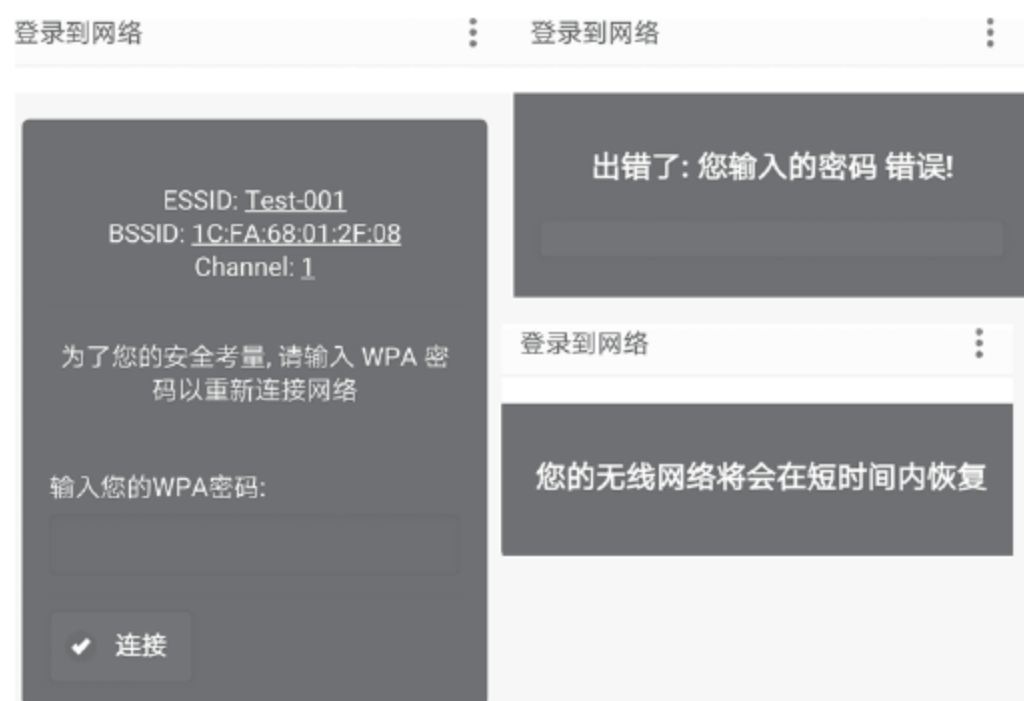 登录到网络
ESSID: Test-001
BSSID: 1C:FA:68:01:2F:08
Channel: 1
为了您的安全考量, 请输入 WPA 密
码以重新连接网络
输入您的WPA密码:
连接
登录到网络
出错了: 您输入的密码 错误!
登录到网络
您的无线网络将会在短时间内恢复